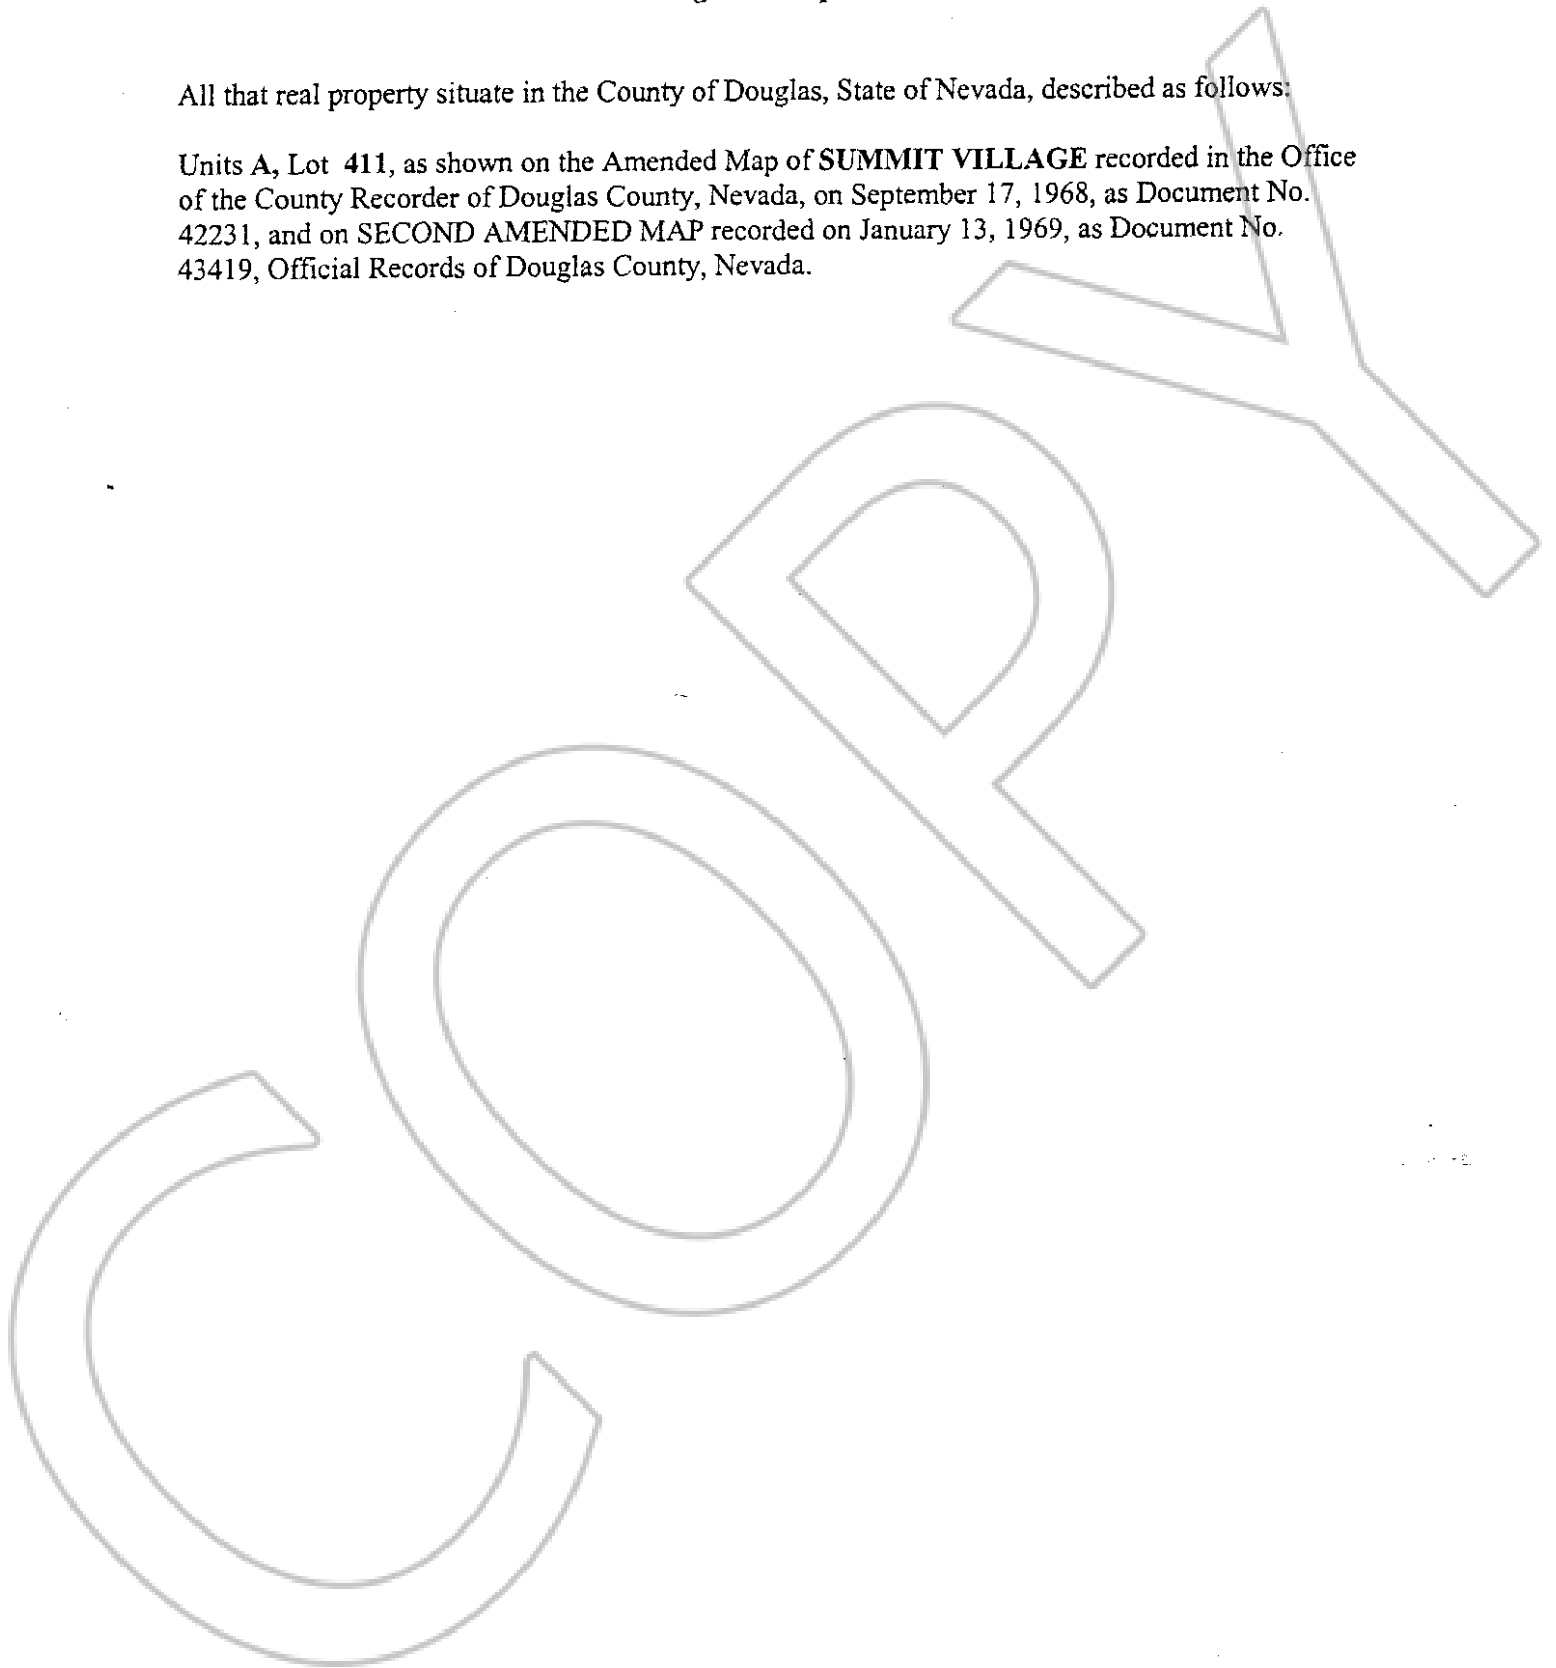 All that real property situate in the County of Douglas, State of Nevada, described as follows:
Units A, Lot 411, as shown on the Amended Map of SUMMIT VILLAGE recorded in the Office
of the County Recorder of Douglas County, Nevada, on September 17, 1968, as Document No.
42231, and on SECOND AMENDED MAP recorded on January 13, 1969, as Document No.
43419, Official Records of Douglas County, Nevada.
COPY